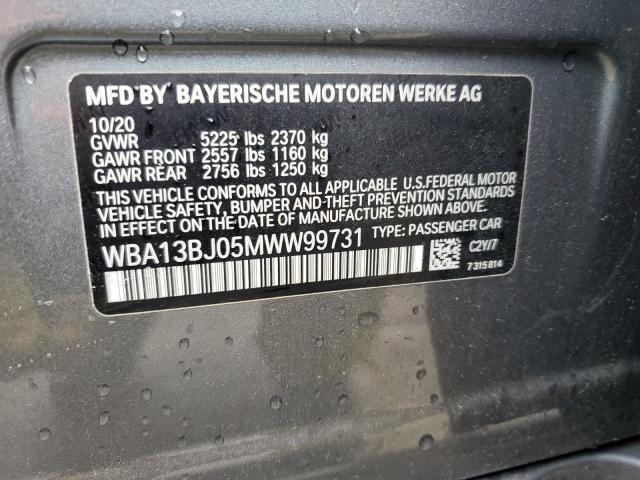 MFD BY BAYERISCHE MOTOREN WERKE AG
10/20
GVWR 5225 lbs 2370 kg
GAWR FRONT 2557 lbs 1160 kg
GAWR REAR 2756 lbs 1250 kg
THIS VEHICLE CONFORMS TO ALL APPLICABLE U.S.FEDERAL MOTOR
VEHICLE SAFETY, BUMPER AND THEFT PREVENTION STANDARDS
IN EFFECT ON THE DATE OF MANUFACTURE SHOWN ABOVE.
WBA13BJ05MWW99731 TYPE: PASSENGER CAR
C2Y/7
7315814